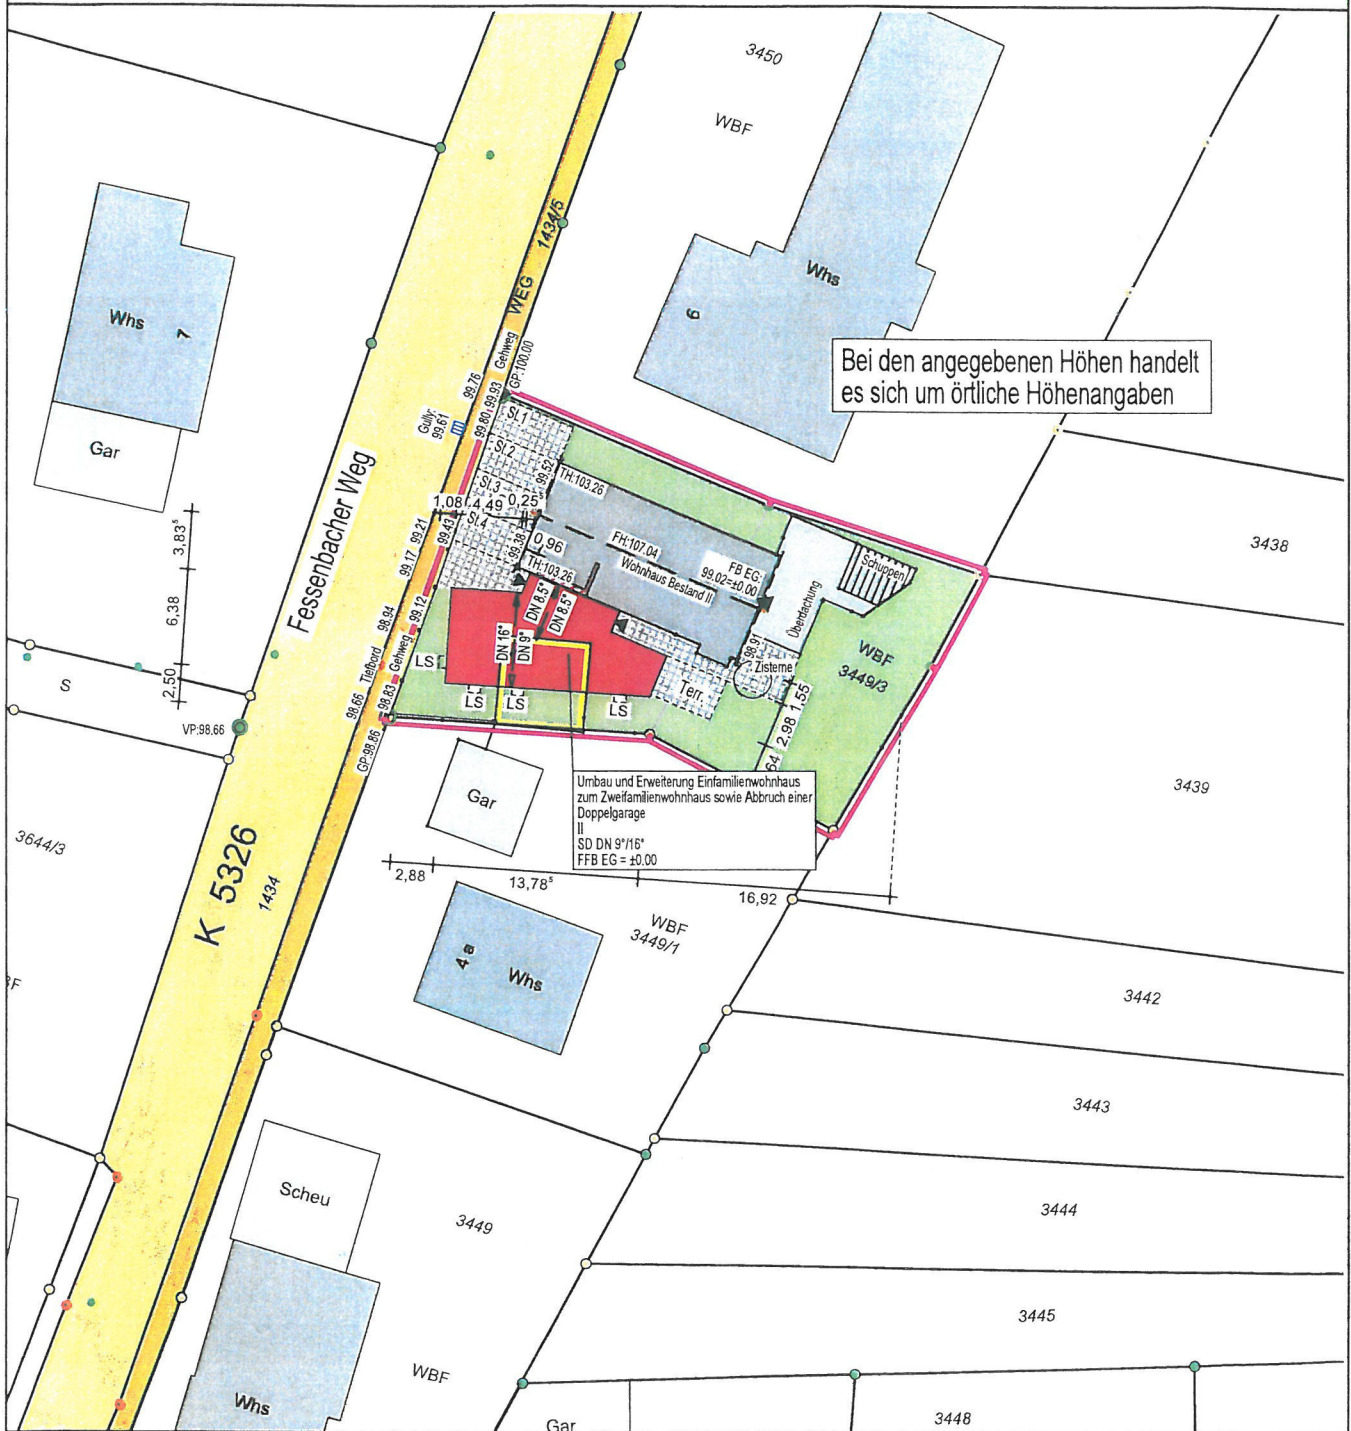 3450
WBF
WEG 1434/5
Whs
7
Gar
Whs
6
Bei den angegebenen Höhen handelt
es sich um örtliche Höhenangaben
Gehweg
GP:100.00
99.76
99.80
99.93
Gully:
99.61
St.1
St.2
St.3
St.4
99.52
TH:103.26
1,08
4,49
0,25
0,96
99.38
99.43
99.21
99.17
FH:107.04
Wohnhaus Bestand II
FB EG:
99.02=±0.00
TH:103.26
Schuppen
Überdachung
3438
Fessenbacher Weg
3,83⁵
6,38
2,50
DN 8.5°
DN 8.5°
DN 16°
DN 9°
99.12
98.94
Gehweg
Tiefbord
98.83
98.66
GP:98.86
LS
LS
LS
LS
98.91
Zisterne
Terr.
WBF
3449/3
1,55
2,98
64
S
VP:98.66
Umbau und Erweiterung Einfamilienwohnhaus
zum Zweifamilienwohnhaus sowie Abbruch einer
Doppelgarage
II
SD DN 9°/16°
FFB EG = ±0.00
Gar
3439
3644/3
K 5326
1434
2,88
13,78⁵
16,92
WBF
3449/1
4a
Whs
3442
3443
Scheu
3449
3444
3445
WBF
Whs
Gar
3448